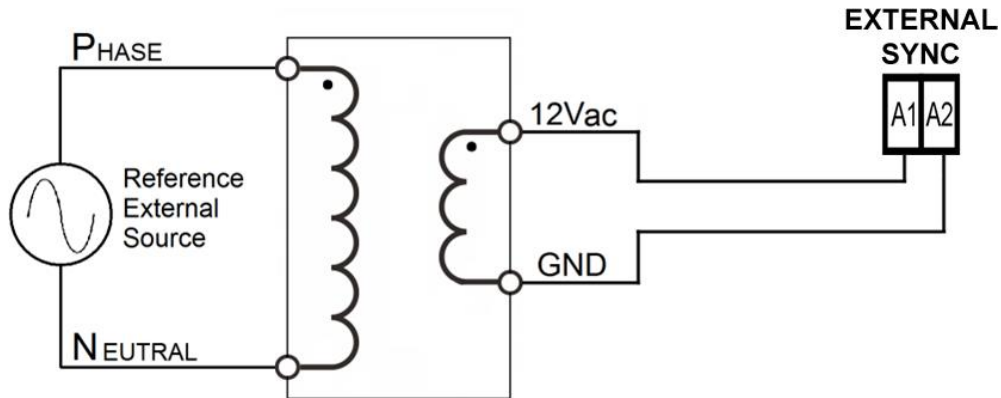 EXTERNAL
SYNC
PHASE
A1 A2
12Vac
Reference
External
Source
GND
NEUTRAL